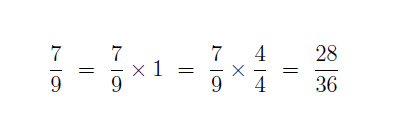 7/9 = 7/9 × 1 = 7/9 × 4/4 = 28/36